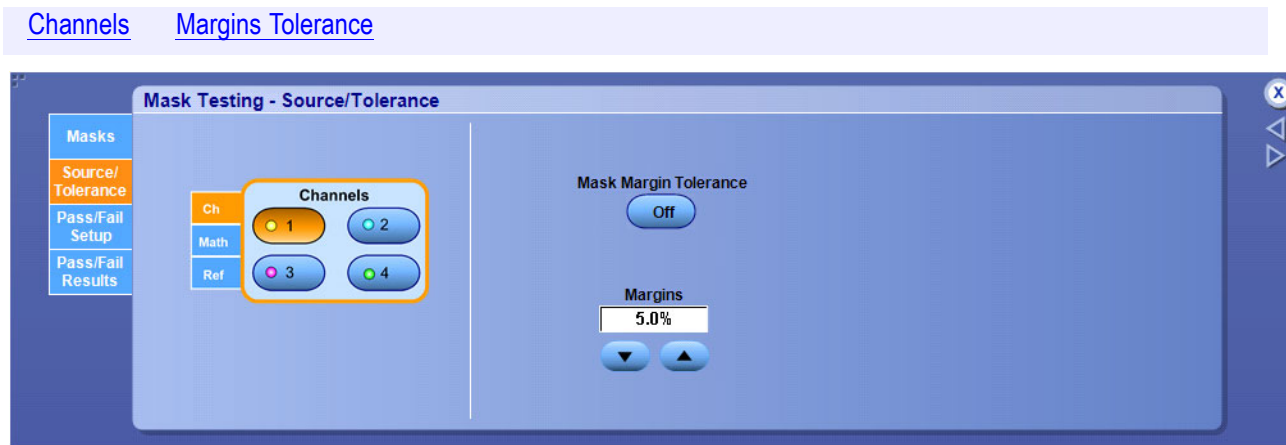 Channels Margins Tolerance
Mask Testing - Source/Tolerance
X
Masks
Source/
Tolerance
Pass/Fail
Setup
Pass/Fail
Results
Ch
Math
Ref
Channels
1 2
3 4
Mask Margin Tolerance
Off
Margins
5.0%